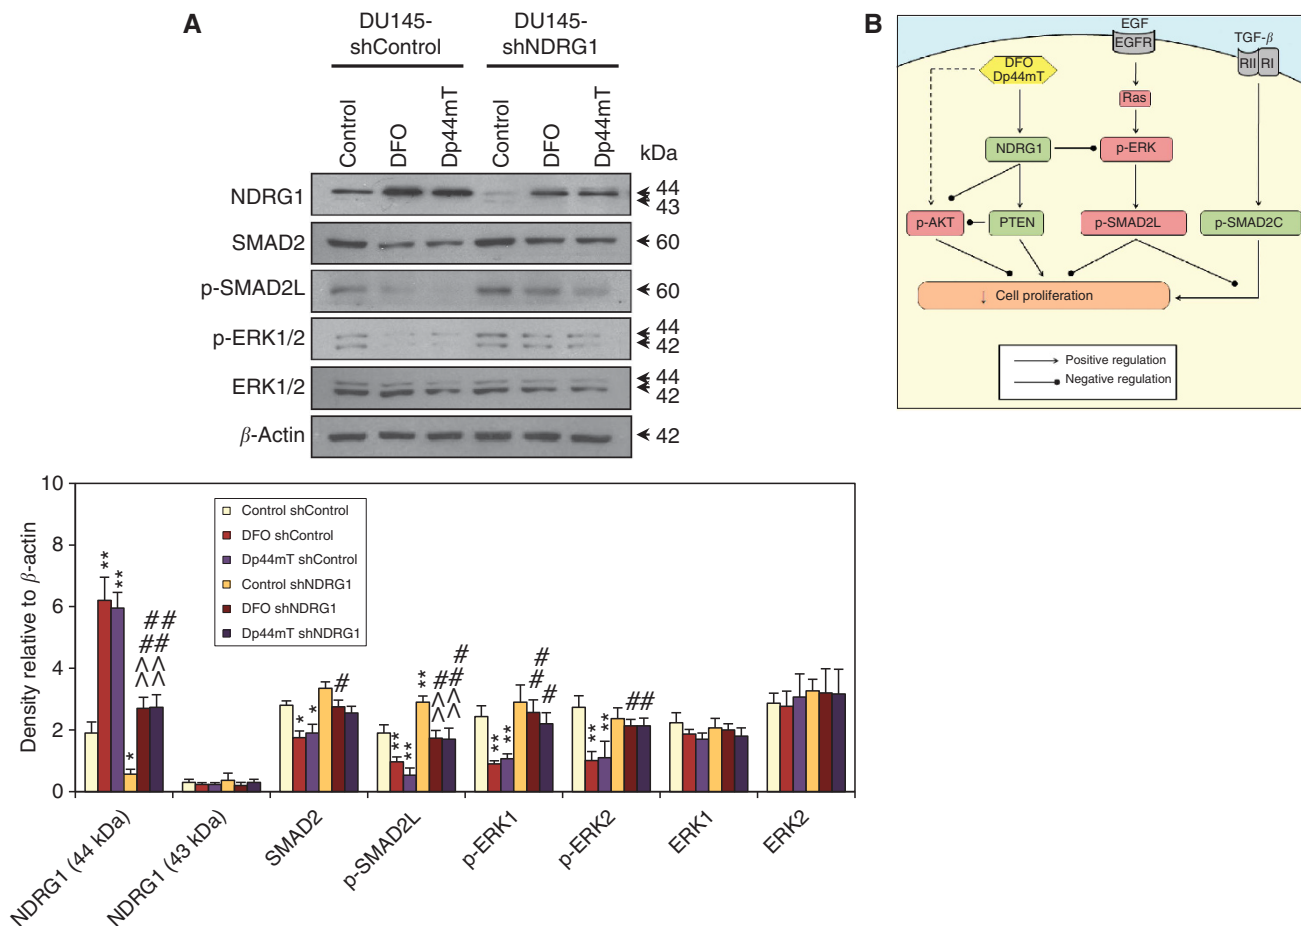 A
DU145-
shControl
DU145-
shNDRG1
Control
DFO
Dp44mT
Control
DFO
Dp44mT
kDa
NDRG1
44
43
SMAD2
60
p-SMAD2L
60
p-ERK1/2
44
42
ERK1/2
44
42
β-Actin
42
B
EGF
EGFR
TGF-β
RII RI
DFO
Dp44mT
Ras
NDRG1
p-ERK
p-AKT
PTEN
p-SMAD2L
p-SMAD2C
↓ Cell proliferation
Positive regulation
Negative regulation
Density relative to β-actin
10
8
6
4
2
0
Control shControl
DFO shControl
Dp44mT shControl
Control shNDRG1
DFO shNDRG1
Dp44mT shNDRG1
**
**
*
^^##
^^##
*
*
#
**
**
**
^^#
^^##
**
**
##
#
**
**
#
#
NDRG1 (44 kDa)
NDRG1 (43 kDa)
SMAD2
p-SMAD2L
p-ERK1
p-ERK2
ERK1
ERK2